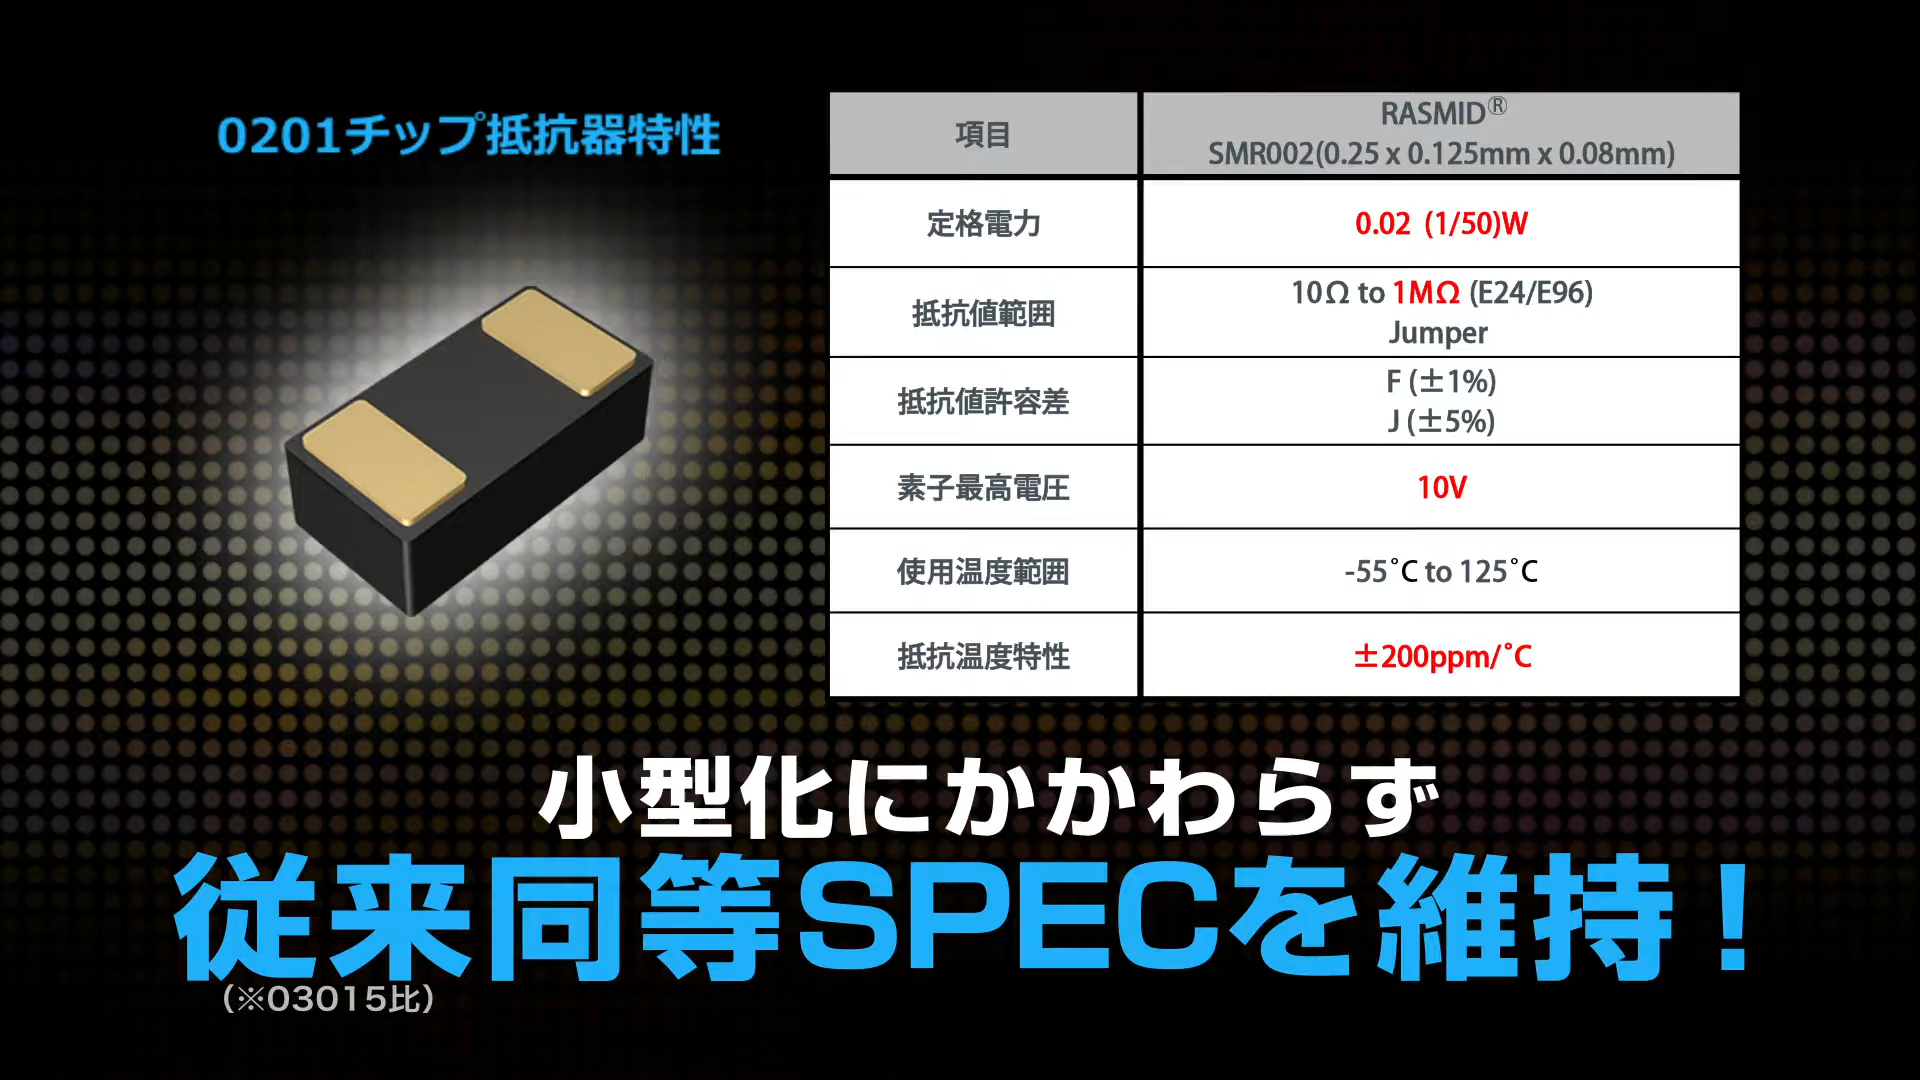 0201チップ抵抗器特性
項目
RASMID®
SMR002(0.25 x 0.125mm x 0.08mm)
定格電力
0.02 (1/50)W
抵抗値範囲
10Ω to 1MΩ (E24/E96)
Jumper
抵抗値許容差
F (±1%)
J (±5%)
素子最高電圧
10V
使用温度範囲
-55˚C to 125˚C
抵抗温度特性
±200ppm/˚C
小型化にかかわらず
従来同等SPECを維持！
（※03015比）